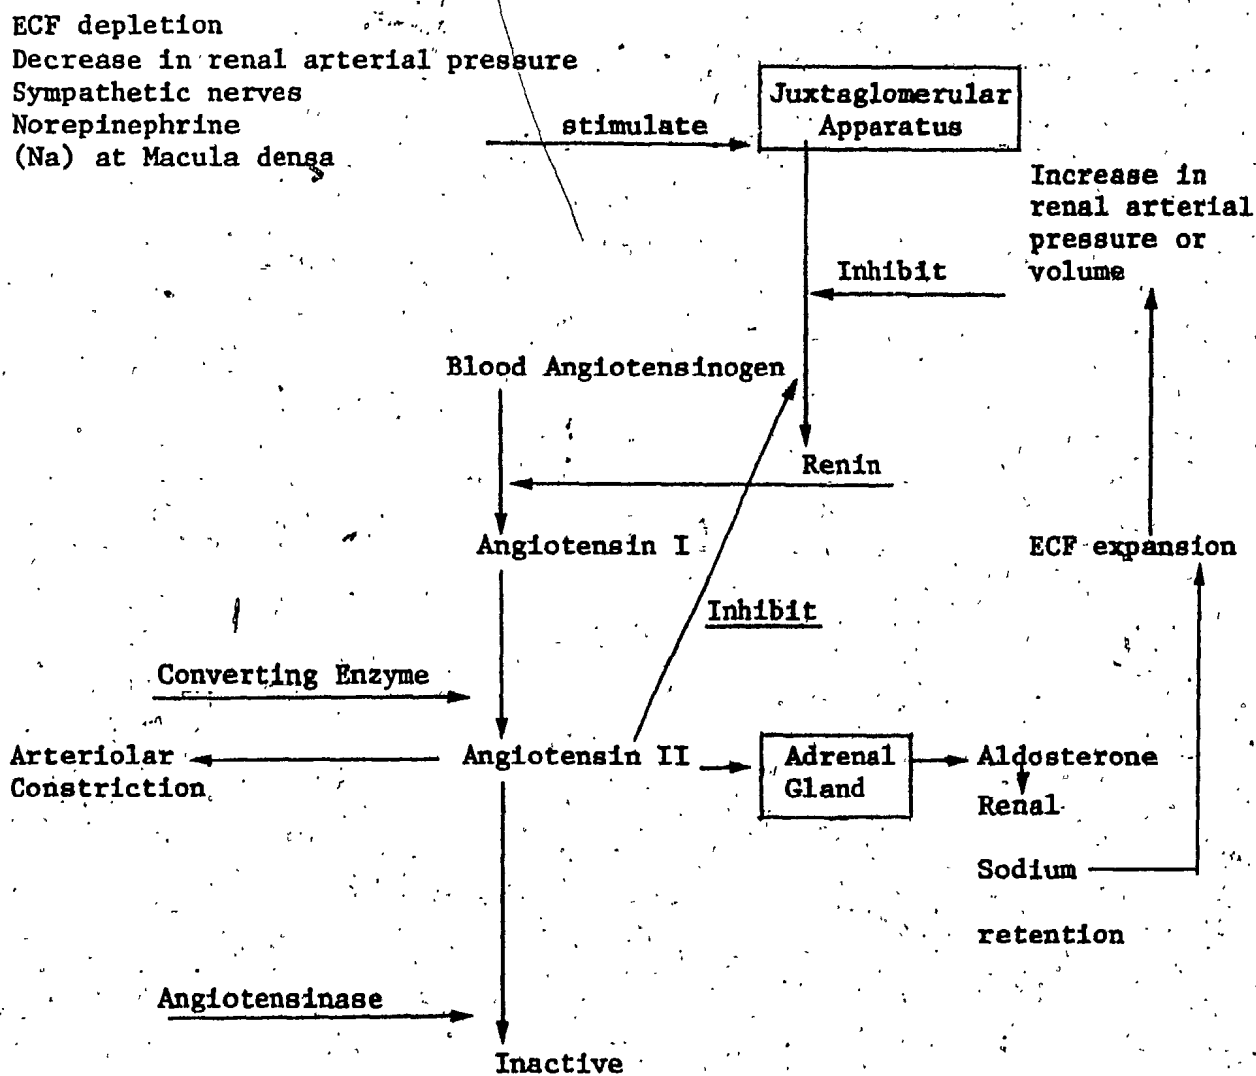 ECF depletion
Decrease in renal arterial pressure
Sympathetic nerves
Norepinephrine
(Na) at Macula densa
stimulate
Juxtaglomerular
Apparatus
Increase in
renal arterial
pressure or
volume
Inhibit
Blood Angiotensinogen
Renin
Angiotensin I
ECF expansion
Inhibit
Converting Enzyme
Arteriolar
Constriction
Angiotensin II
Adrenal
Gland
Aldosterone
Renal
Sodium
retention
Angiotensinase
Inactive